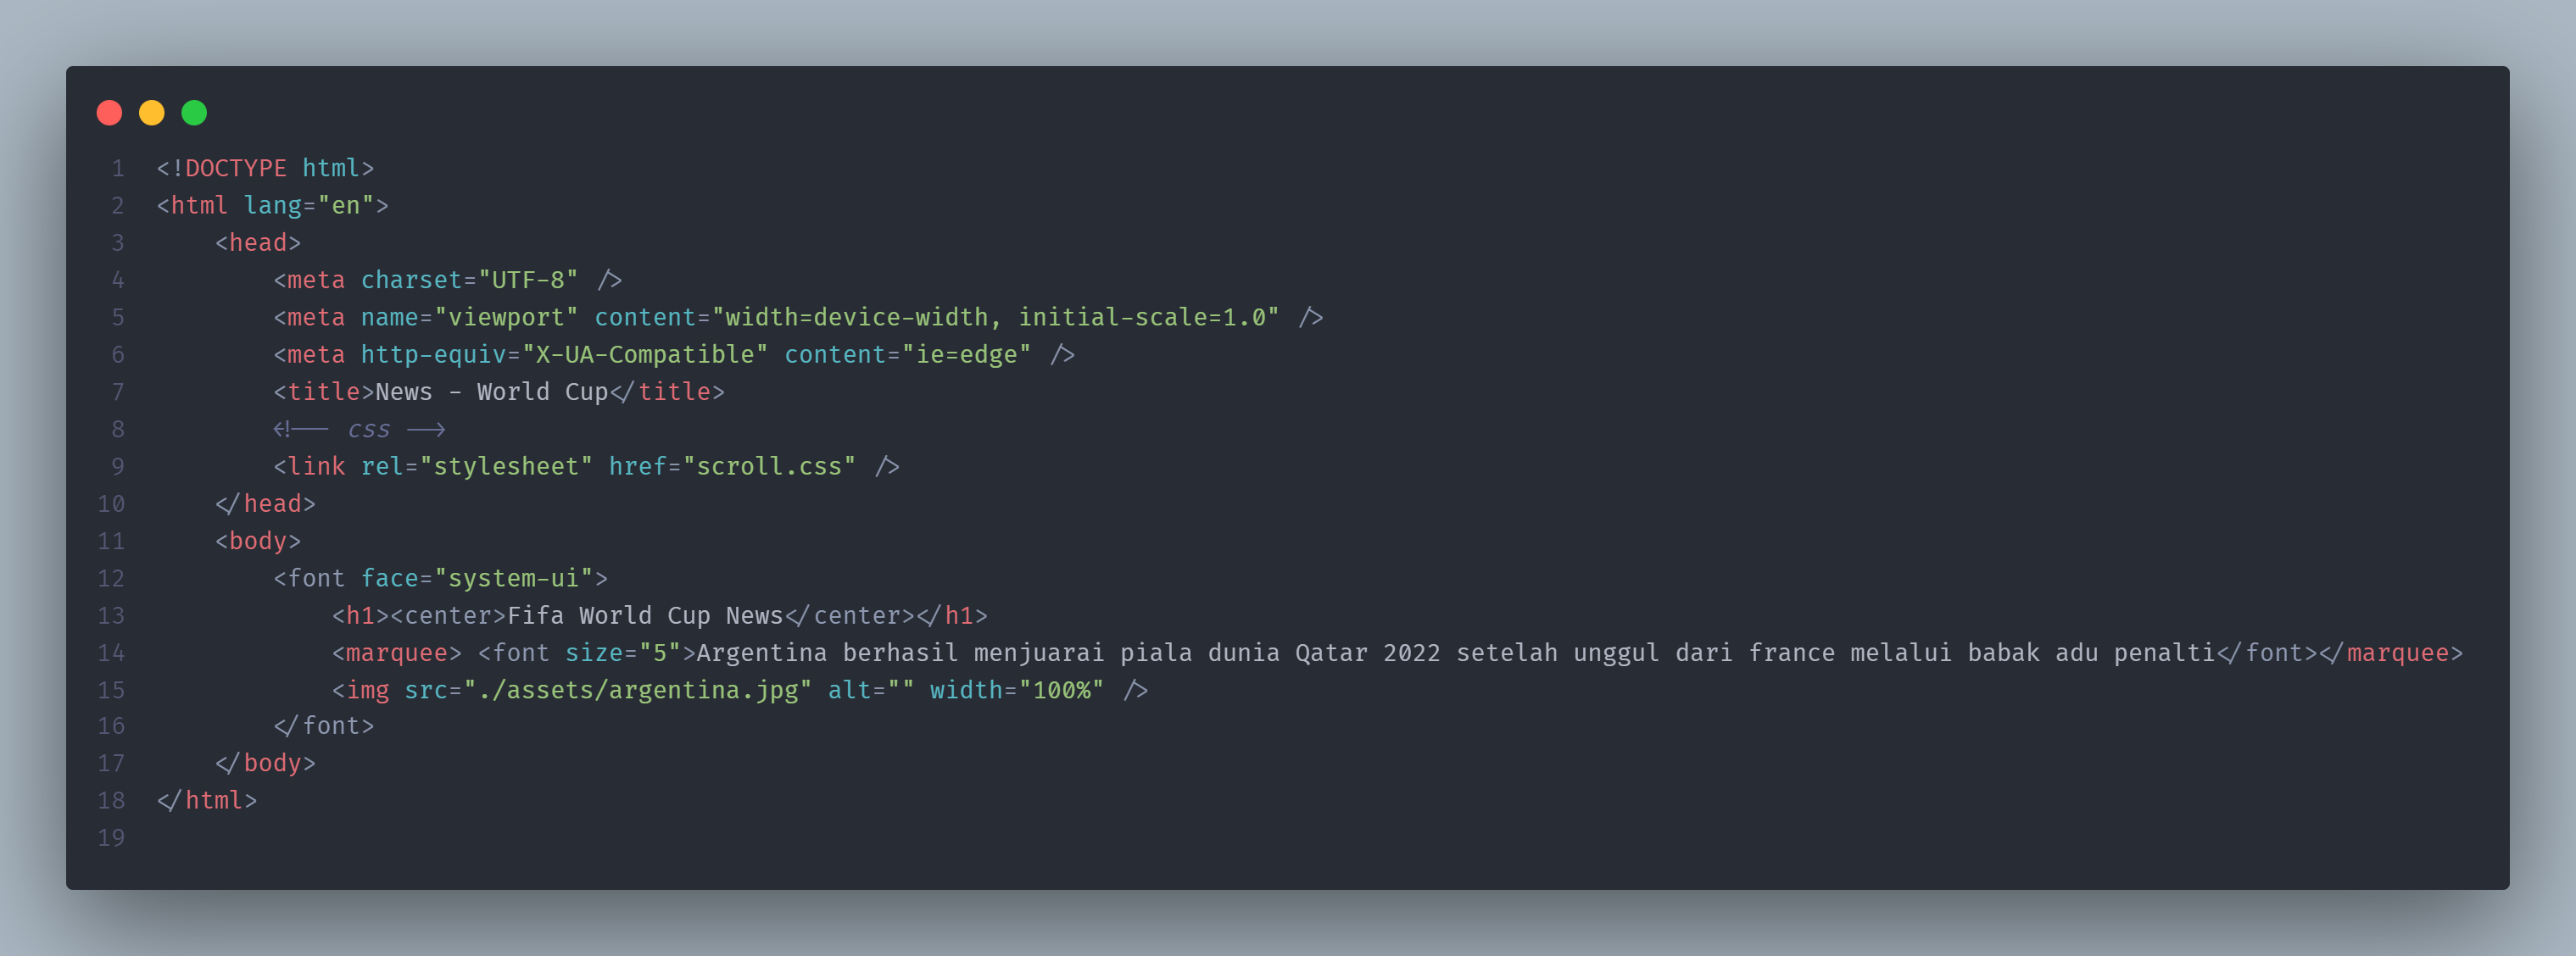 1 <!DOCTYPE html>
2 <html lang="en">
3 <head>
4 <meta charset="UTF-8" />
5 <meta name="viewport" content="width=device-width, initial-scale=1.0" />
6 <meta http-equiv="X-UA-Compatible" content="ie=edge" />
7 <title>News - World Cup</title>
8 <!-- css -->
9 <link rel="stylesheet" href="scroll.css" />
10 </head>
11 <body>
12 <font face="system-ui">
13 <h1><center>Fifa World Cup News</center></h1>
14 <marquee> <font size="5">Argentina berhasil menjuarai piala dunia Qatar 2022 setelah unggul dari france melalui babak adu penalti</font></marquee>
15 <img src="./assets/argentina.jpg" alt="" width="100%" />
16 </font>
17 </body>
18 </html>
19